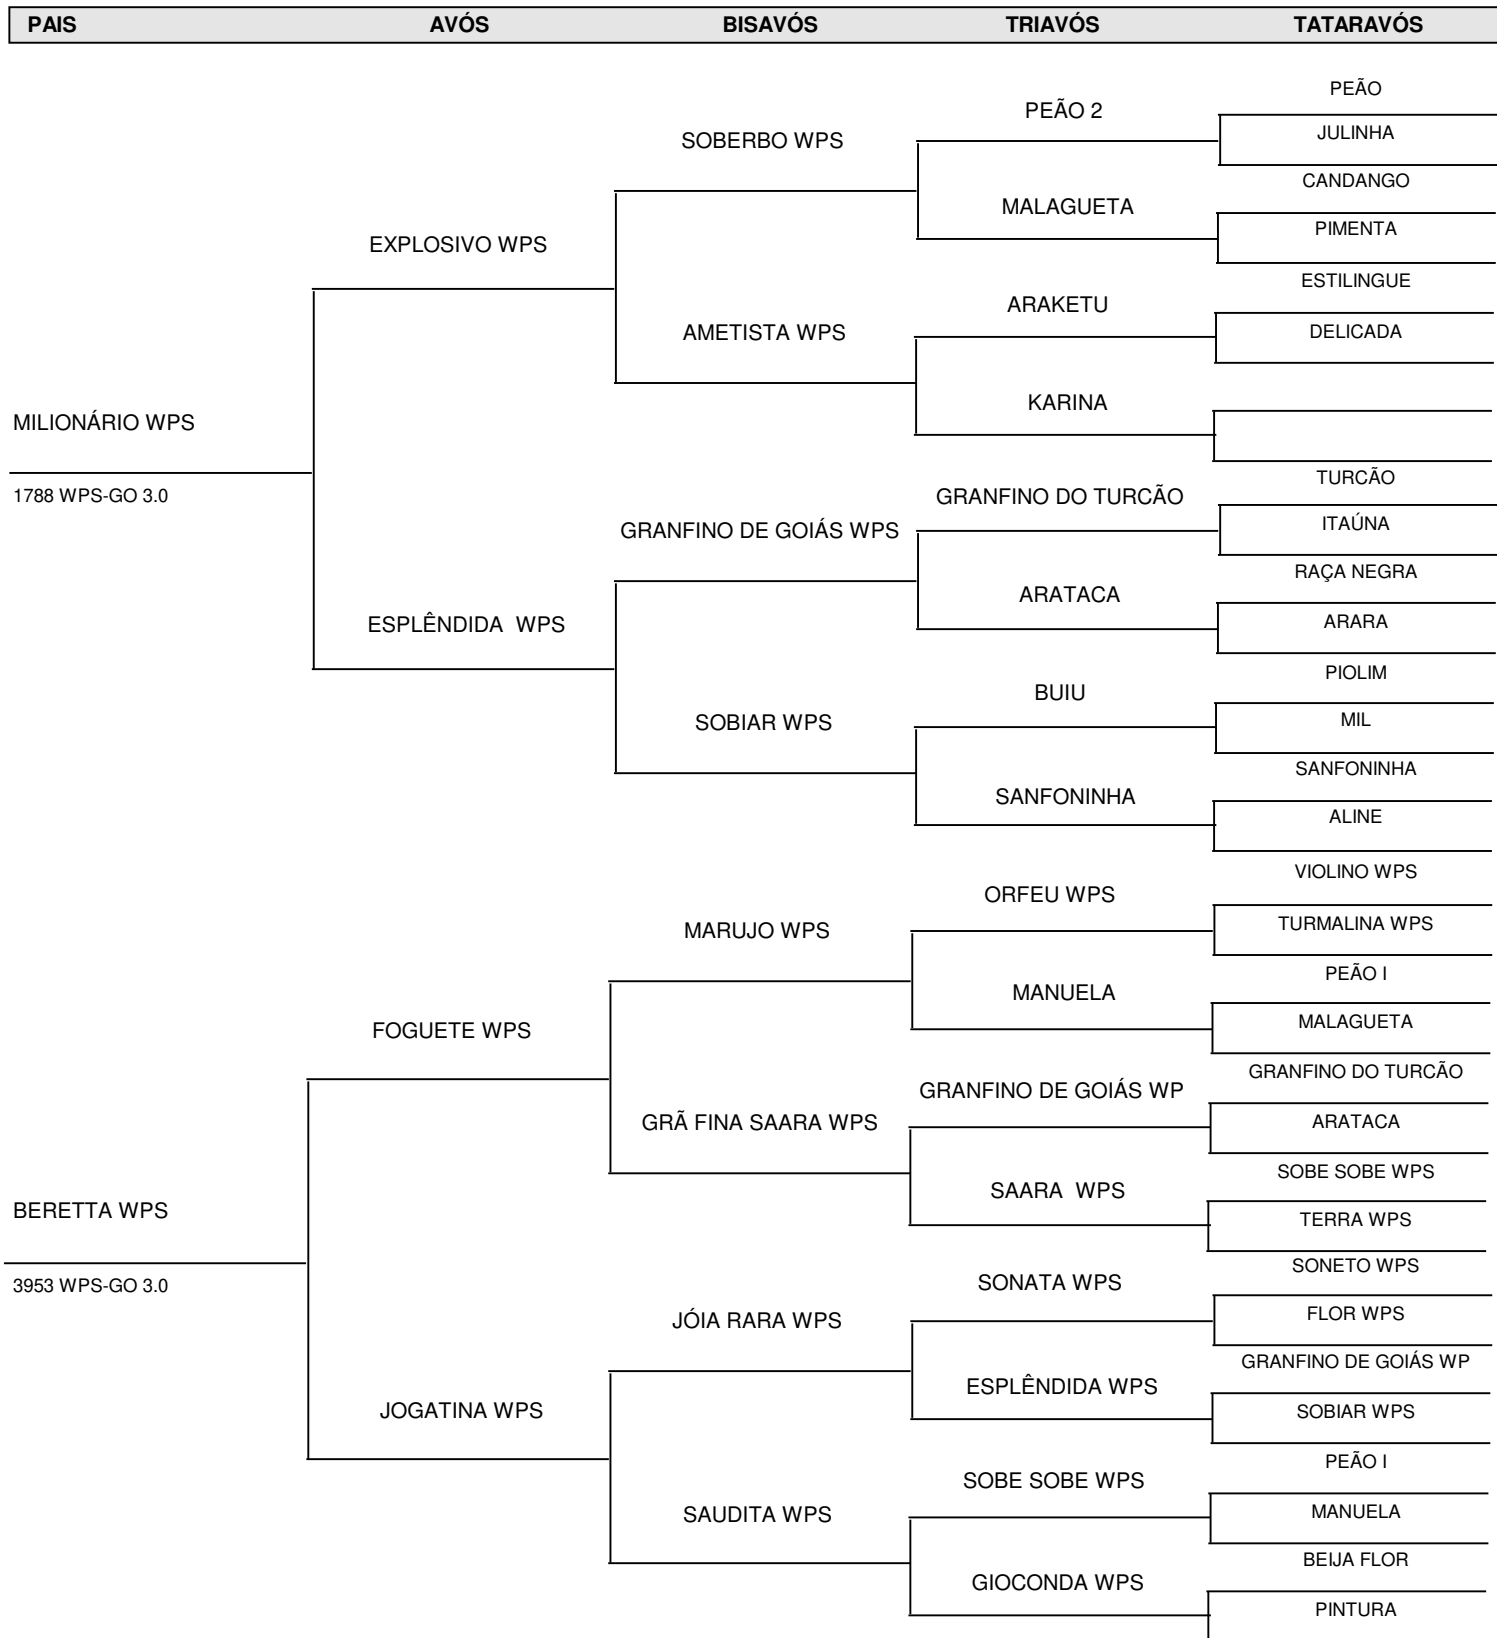 PAIS AVÓS BISAVÓS TRIAVÓS TATARAVÓS
PEÃO
PEÃO 2
JULINHA
SOBERBO WPS
CANDANGO
MALAGUETA
PIMENTA
EXPLOSIVO WPS
ESTILINGUE
ARAKETU
DELICADA
AMETISTA WPS
KARINA
MILIONÁRIO WPS
TURCÃO
1788 WPS-GO 3.0
GRANFINO DO TURCÃO
ITAÚNA
GRANFINO DE GOIÁS WPS
RAÇA NEGRA
ARATACA
ARARA
ESPLÊNDIDA  WPS
PIOLIM
BUIU
MIL
SOBIAR WPS
SANFONINHA
SANFONINHA
ALINE
VIOLINO WPS
ORFEU WPS
TURMALINA WPS
MARUJO WPS
PEÃO I
MANUELA
MALAGUETA
FOGUETE WPS
GRANFINO DO TURCÃO
GRANFINO DE GOIÁS WP
ARATACA
GRÃ FINA SAARA WPS
SOBE SOBE WPS
SAARA  WPS
BERETTA WPS
TERRA WPS
SONETO WPS
3953 WPS-GO 3.0
SONATA WPS
FLOR WPS
JÓIA RARA WPS
GRANFINO DE GOIÁS WP
ESPLÊNDIDA WPS
JOGATINA WPS
SOBIAR WPS
PEÃO I
SOBE SOBE WPS
MANUELA
SAUDITA WPS
BEIJA FLOR
GIOCONDA WPS
PINTURA